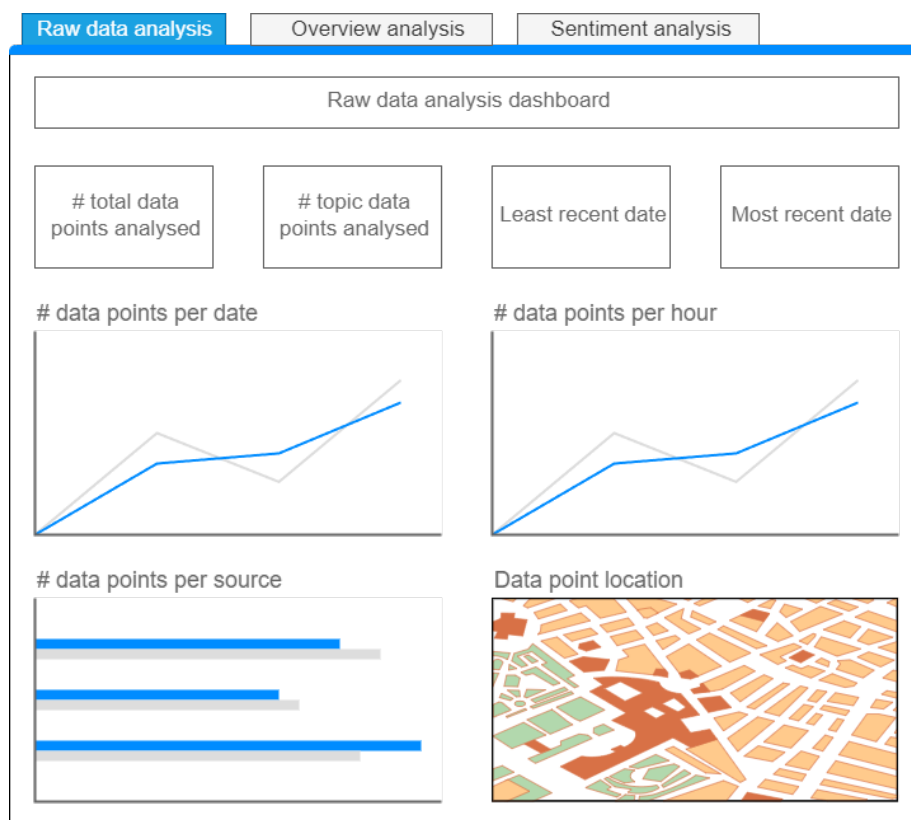 Raw data analysis
Overview analysis
Sentiment analysis
Raw data analysis dashboard
# total data
points analysed
# topic data
points analysed
Least recent date
Most recent date
# data points per date
# data points per hour
# data points per source
Data point location